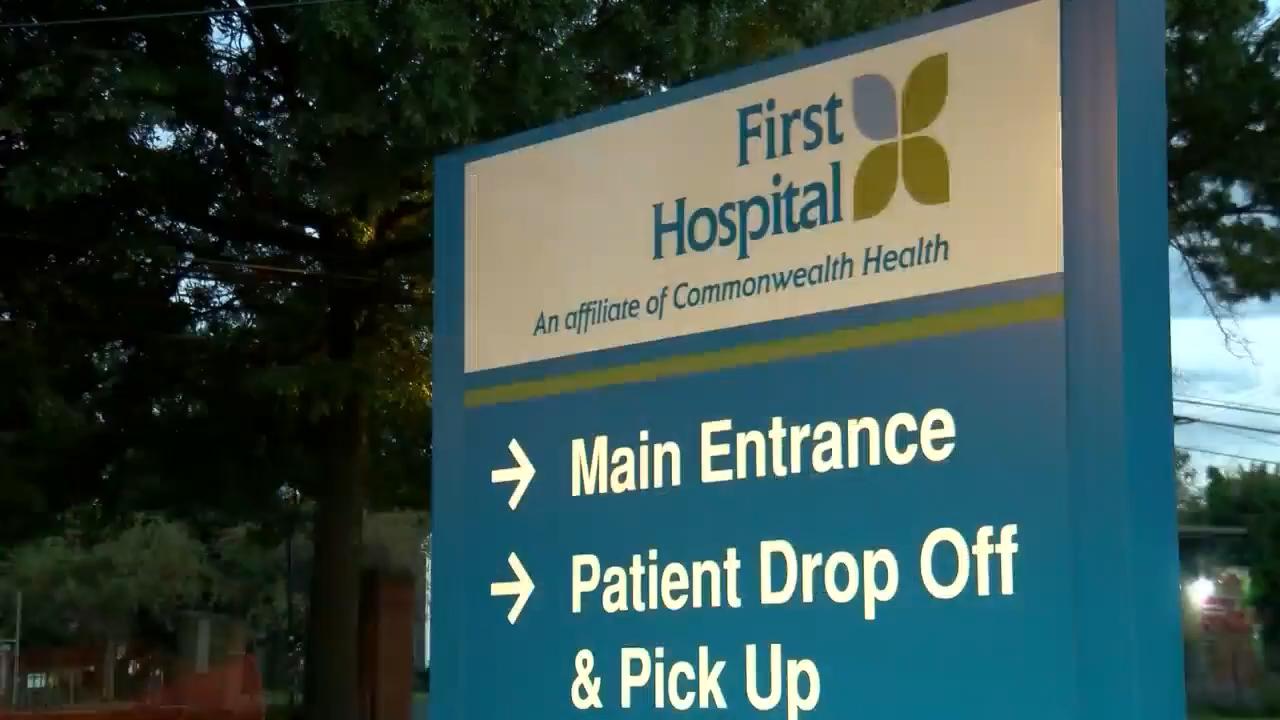 First
Hospital
An affiliate of Commonwealth Health
→ Main Entrance
→ Patient Drop Off
& Pick Up